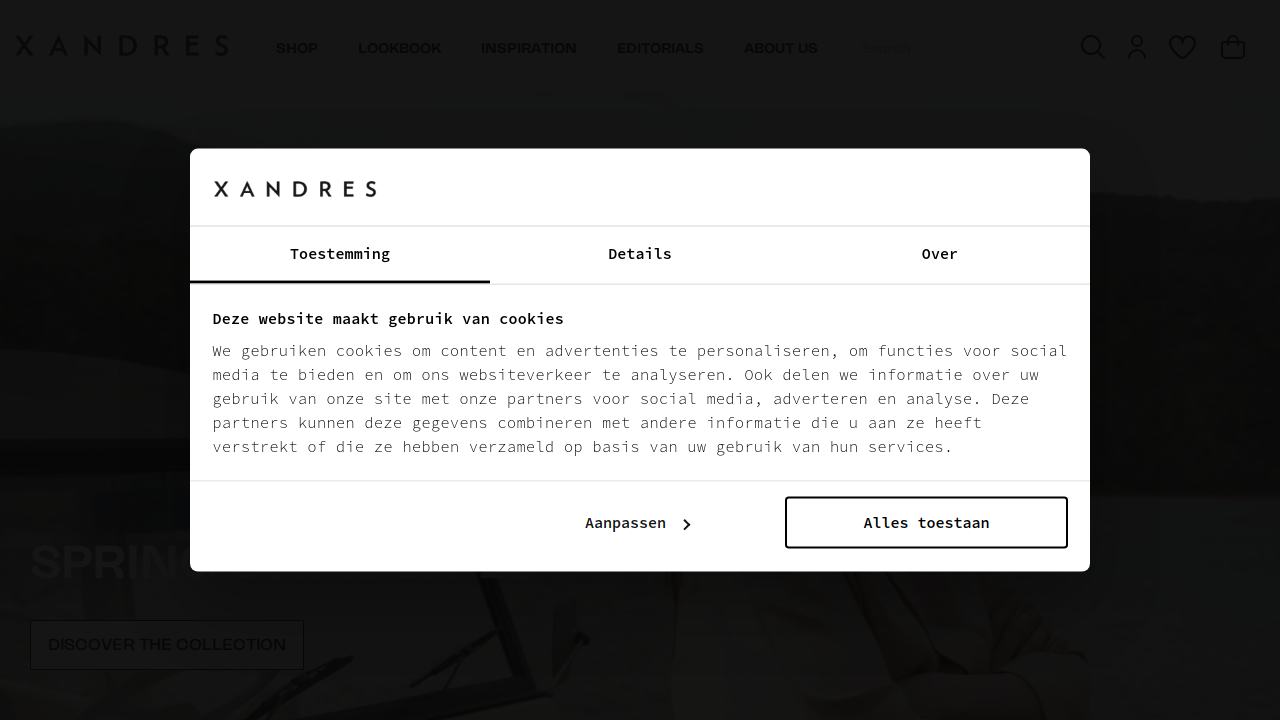 XANDRES
SHOP
LOOKBOOK
INSPIRATION
EDITORIALS
ABOUT US
Search
XANDRES
Toestemming
Details
Over
Deze website maakt gebruik van cookies
We gebruiken cookies om content en advertenties te personaliseren, om functies voor social
media te bieden en om ons websiteverkeer te analyseren. Ook delen we informatie over uw
gebruik van onze site met onze partners voor social media, adverteren en analyse. Deze
partners kunnen deze gegevens combineren met andere informatie die u aan ze heeft
verstrekt of die ze hebben verzameld op basis van uw gebruik van hun services.
Aanpassen
Alles toestaan
DISCOVER THE COLLECTION